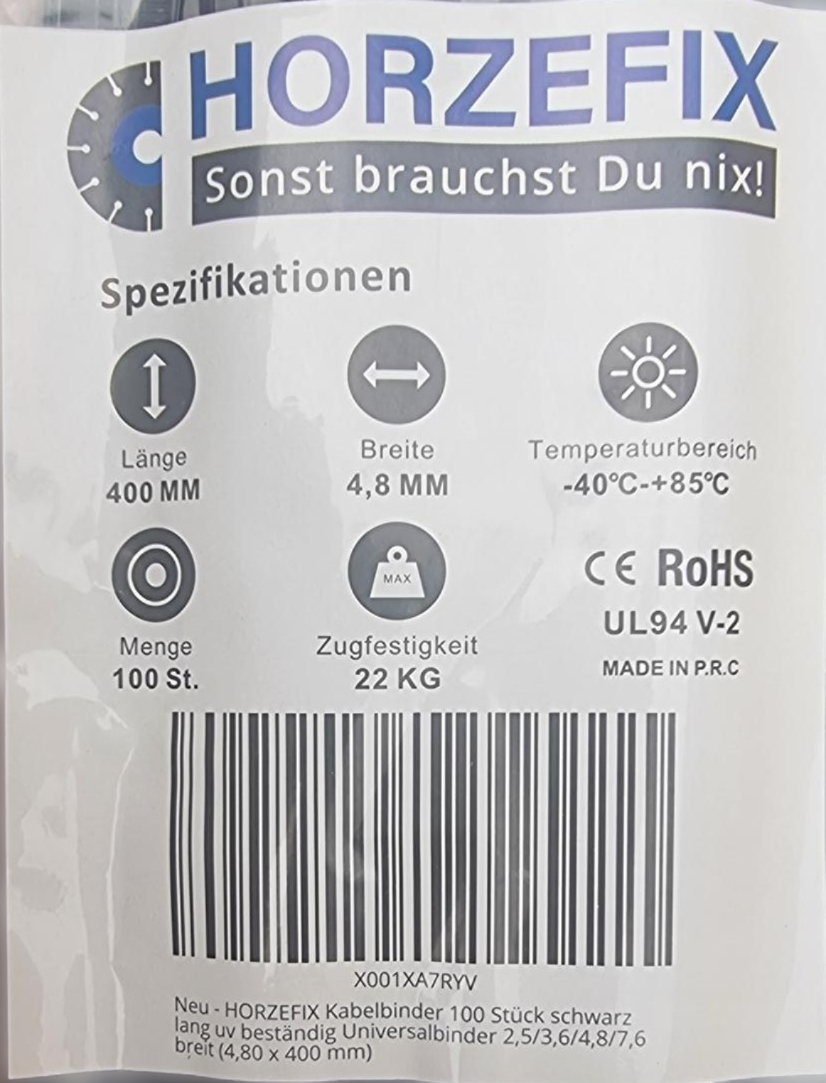 HORZEFIX
Sonst brauchst Du nix!
Spezifikationen
Länge
400 MM
Breite
4,8 MM
Temperaturbereich
-40°C-+85°C
Menge
100 St.
MAX
Zugfestigkeit
22 KG
CE RoHS
UL94 V-2
MADE IN P.R.C
X001XA7RYV
Neu - HORZEFIX Kabelbinder 100 Stück schwarz
lang uv beständig Universalbinder 2,5/3,6/4,8/7,6
breit (4,80 x 400 mm)